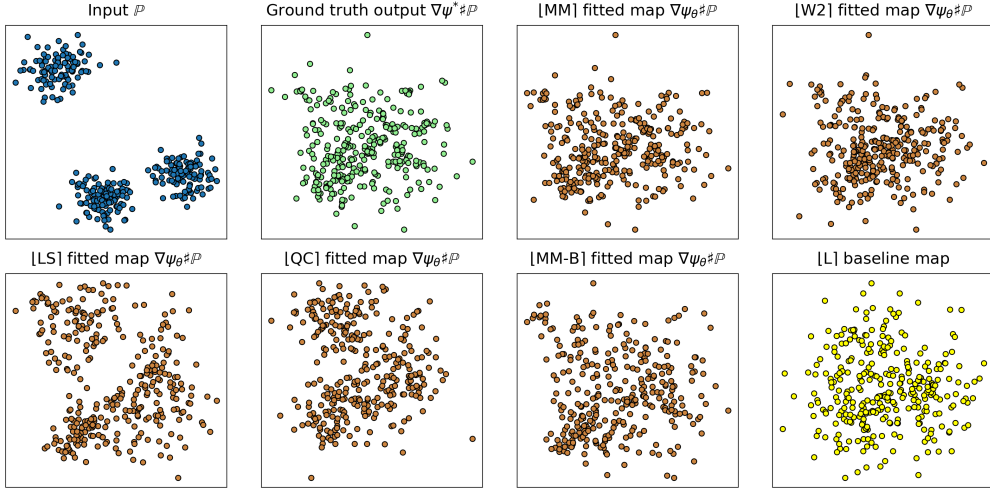 Input ℙ
Ground truth output ∇ψ*♯ℙ
⌊MM⌉ fitted map ∇ψθ♯ℙ
⌊W2⌉ fitted map ∇ψθ♯ℙ
⌊LS⌉ fitted map ∇ψθ♯ℙ
⌊QC⌉ fitted map ∇ψθ♯ℙ
⌊MM-B⌉ fitted map ∇ψθ♯ℙ
⌊L⌉ baseline map